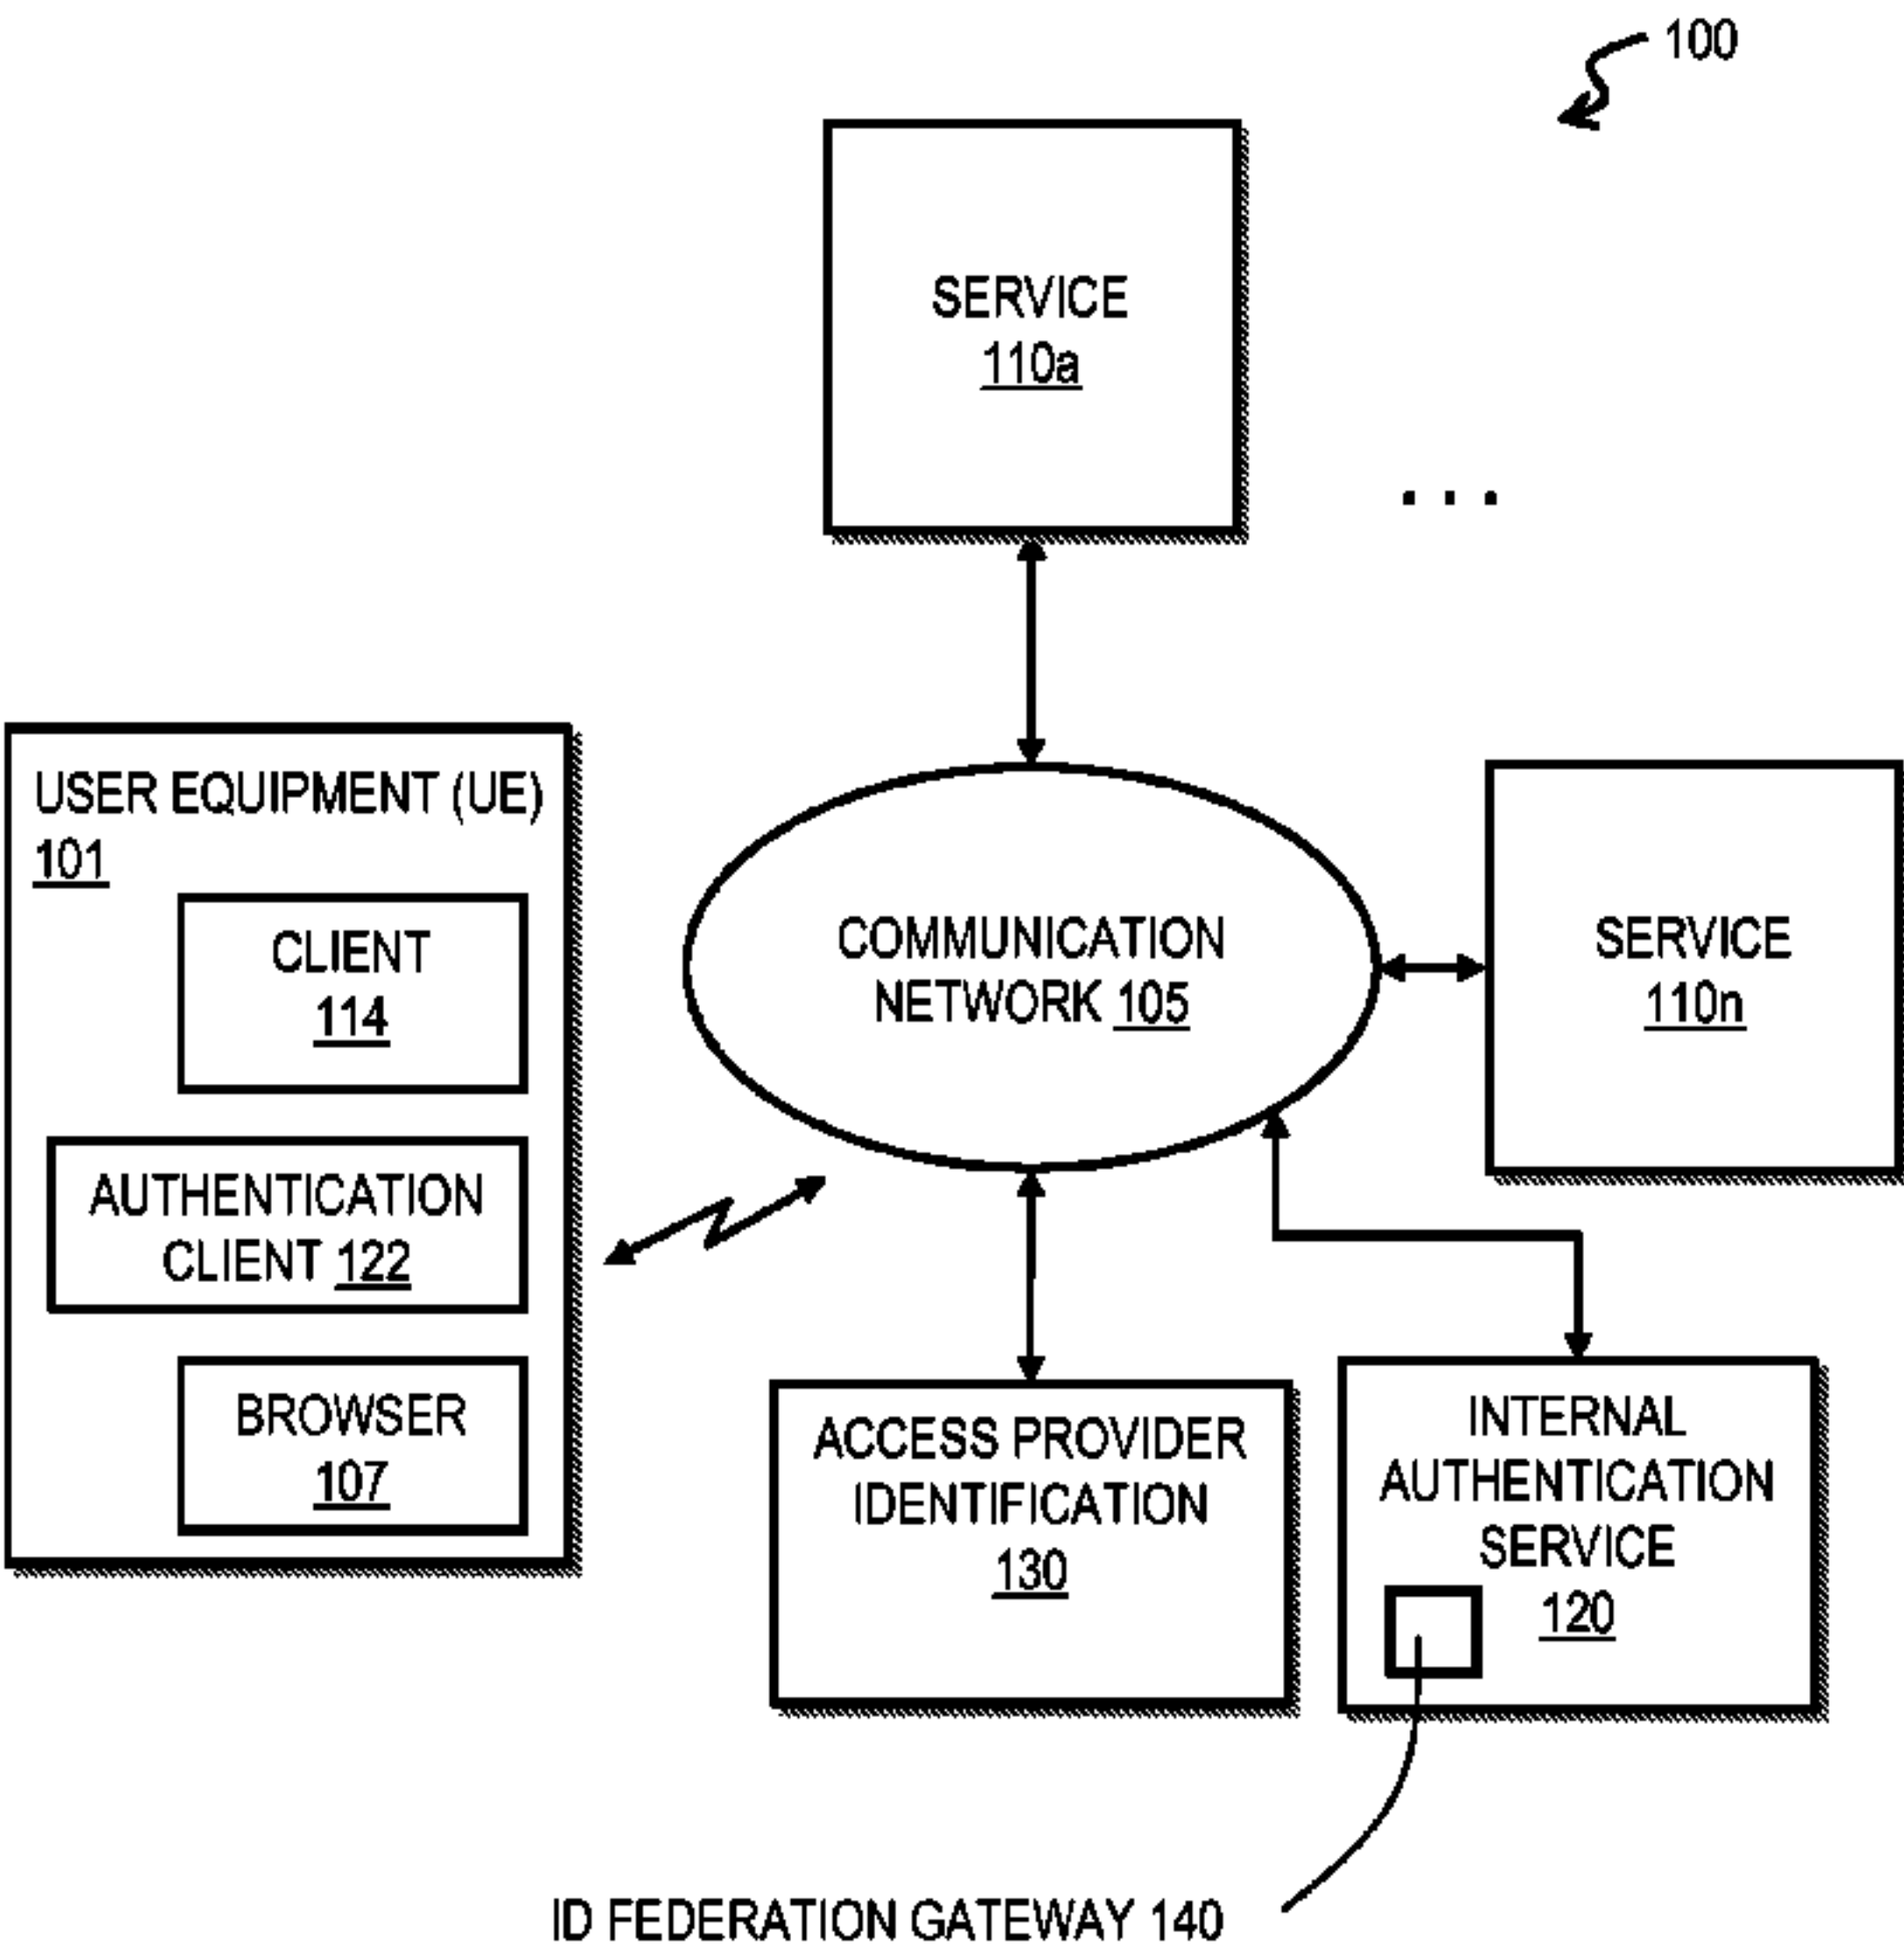 100
SERVICE
110a
. . .
USER EQUIPMENT (UE)
101
CLIENT
114
AUTHENTICATION
CLIENT 122
BROWSER
107
COMMUNICATION
NETWORK 105
SERVICE
110n
ACCESS PROVIDER
IDENTIFICATION
130
INTERNAL
AUTHENTICATION
SERVICE
120
ID FEDERATION GATEWAY 140